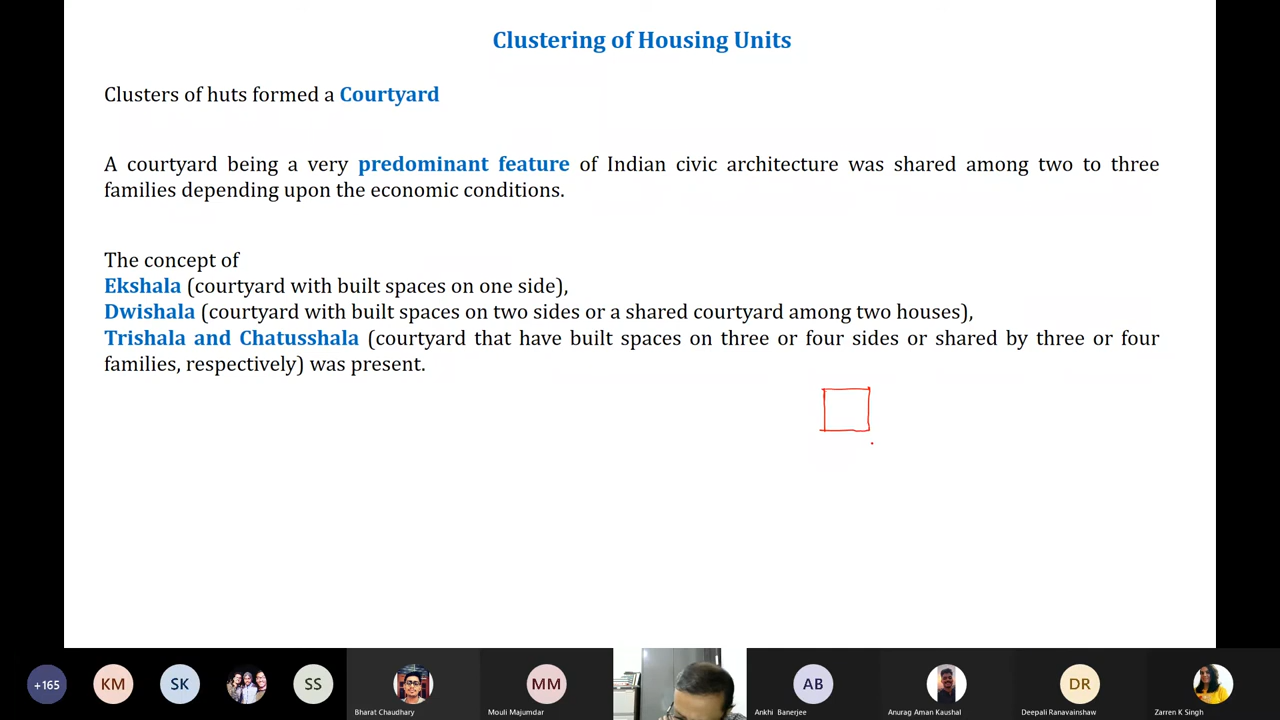 Clustering of Housing Units
Clusters of huts formed a Courtyard
A courtyard being a very predominant feature of Indian civic architecture was shared among two to three
families depending upon the economic conditions.
The concept of
Ekshala (courtyard with built spaces on one side),
Dwishala (courtyard with built spaces on two sides or a shared courtyard among two houses),
Trishala and Chatusshala (courtyard that have built spaces on three or four sides or shared by three or four
families, respectively) was present.
+165
KM
SK
SS
MM
AB
DR
Bharat Chaudhary
Mouli Majumdar
Ankhi Banerjee
Anurag Aman Kaushal
Deepali Ranavainshaw
Zarren K Singh